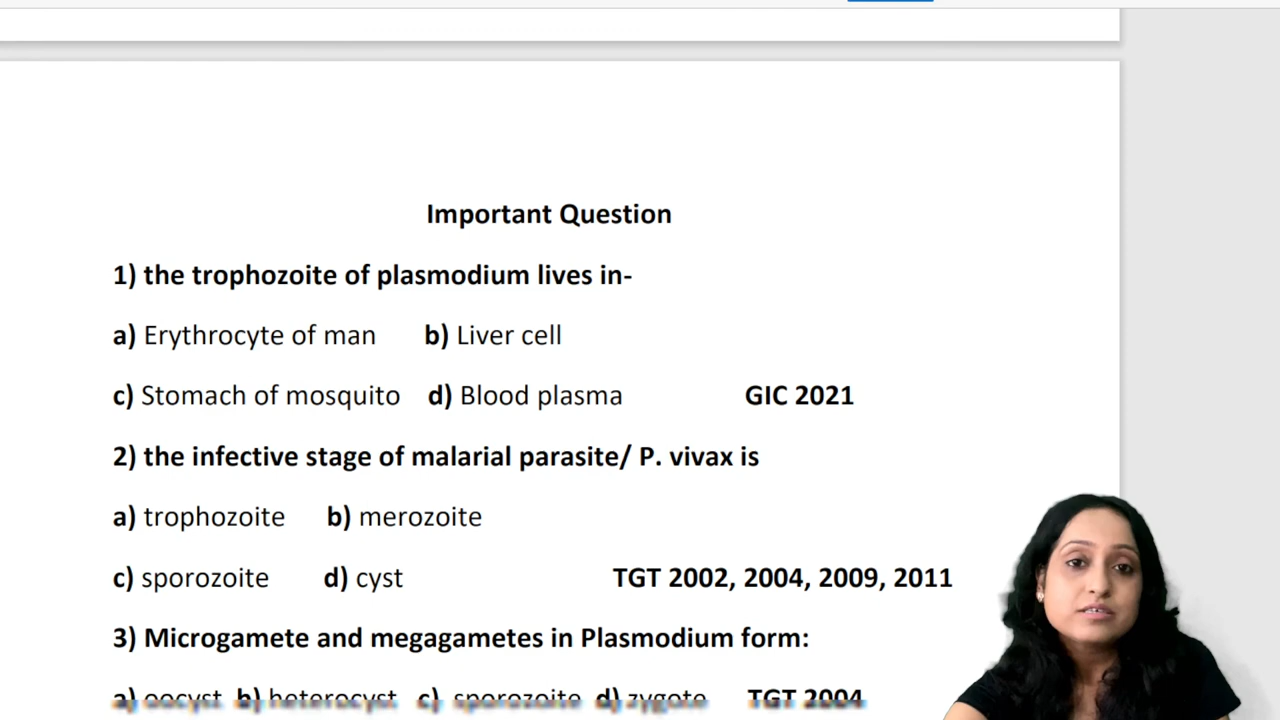 Important Question
1) the trophozoite of plasmodium lives in-
a) Erythrocyte of man b) Liver cell
c) Stomach of mosquito d) Blood plasma GIC 2021
2) the infective stage of malarial parasite/ P. vivax is
a) trophozoite b) merozoite
c) sporozoite d) cyst TGT 2002, 2004, 2009, 2011
3) Microgamete and megagametes in Plasmodium form:
a) oocyst b) heterocyst c) sporozoite d) zygote TGT 2004